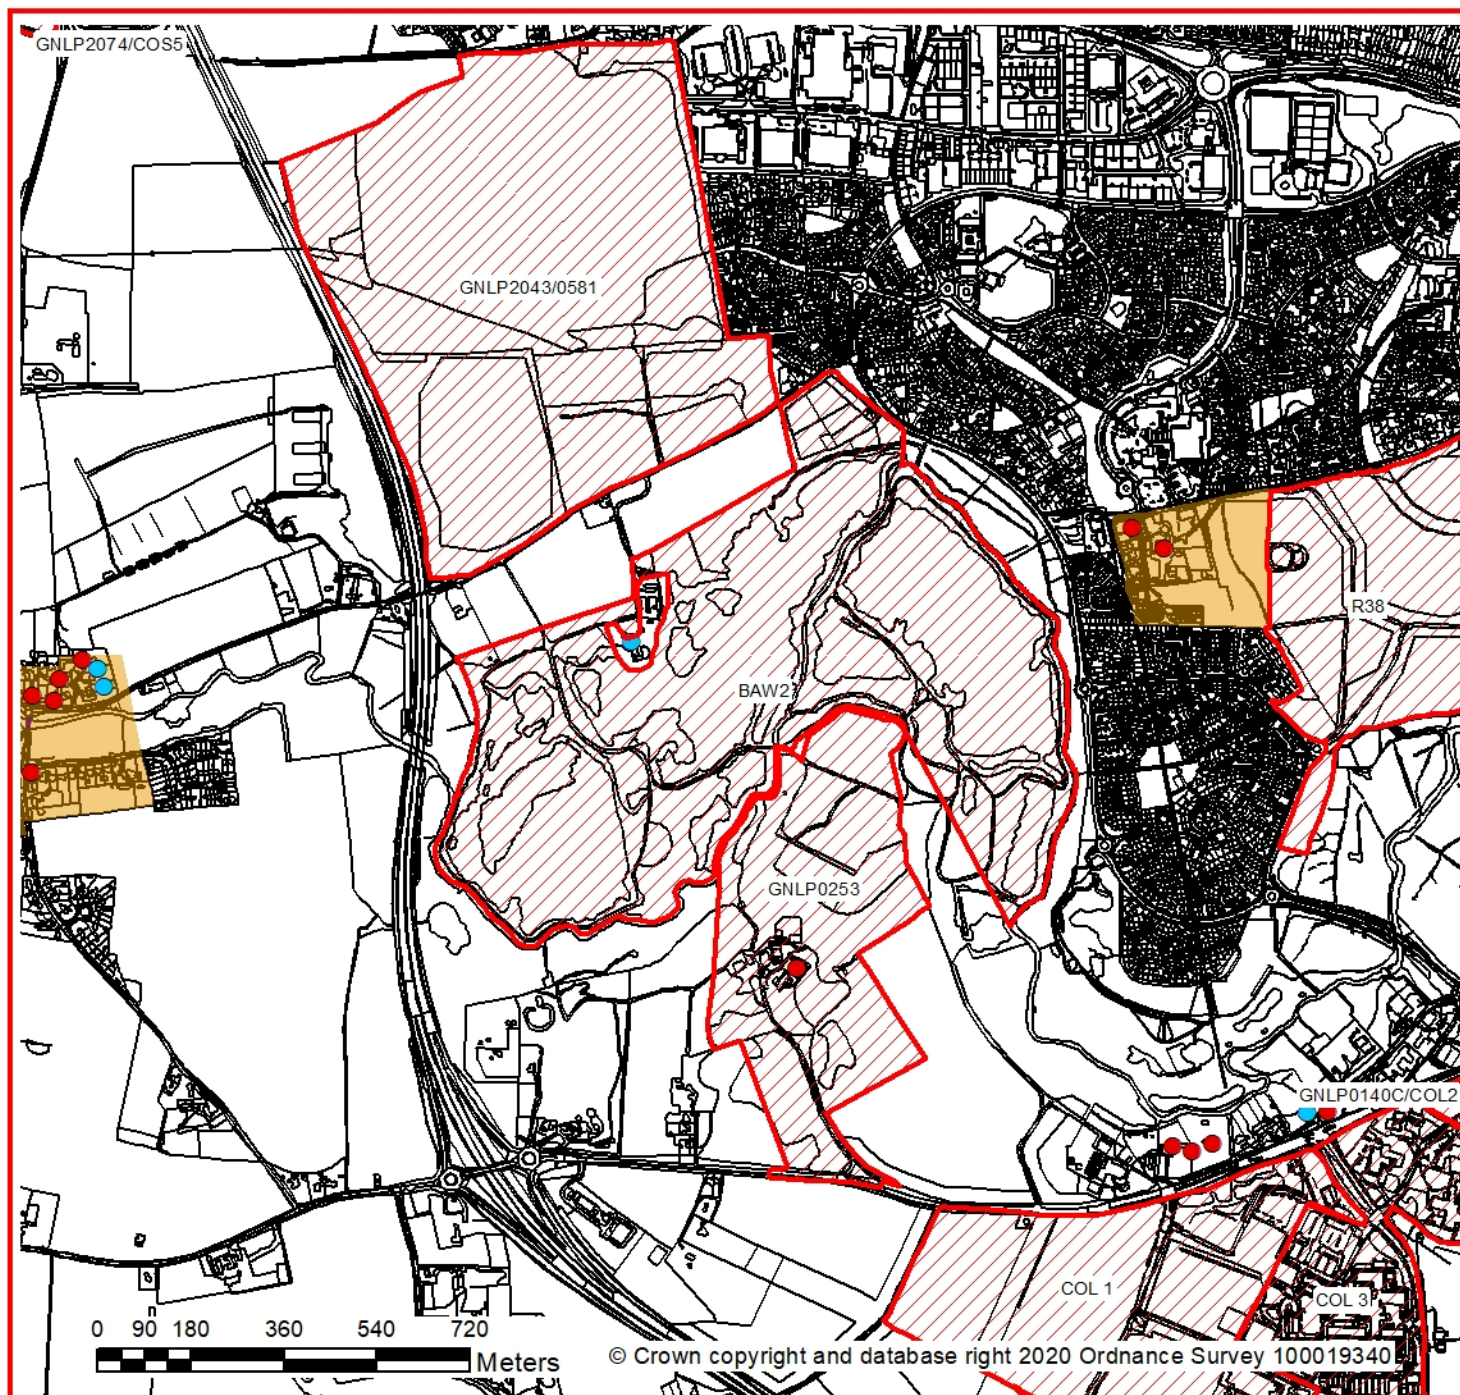 GNLP2074/COS5
GNLP2043/0581
R38
BAW2
GNLP0253
GNLP0140C/COL2
COL 1
COL 3
0 90 180 360 540 720
Meters
© Crown copyright and database right 2020 Ordnance Survey 100019340